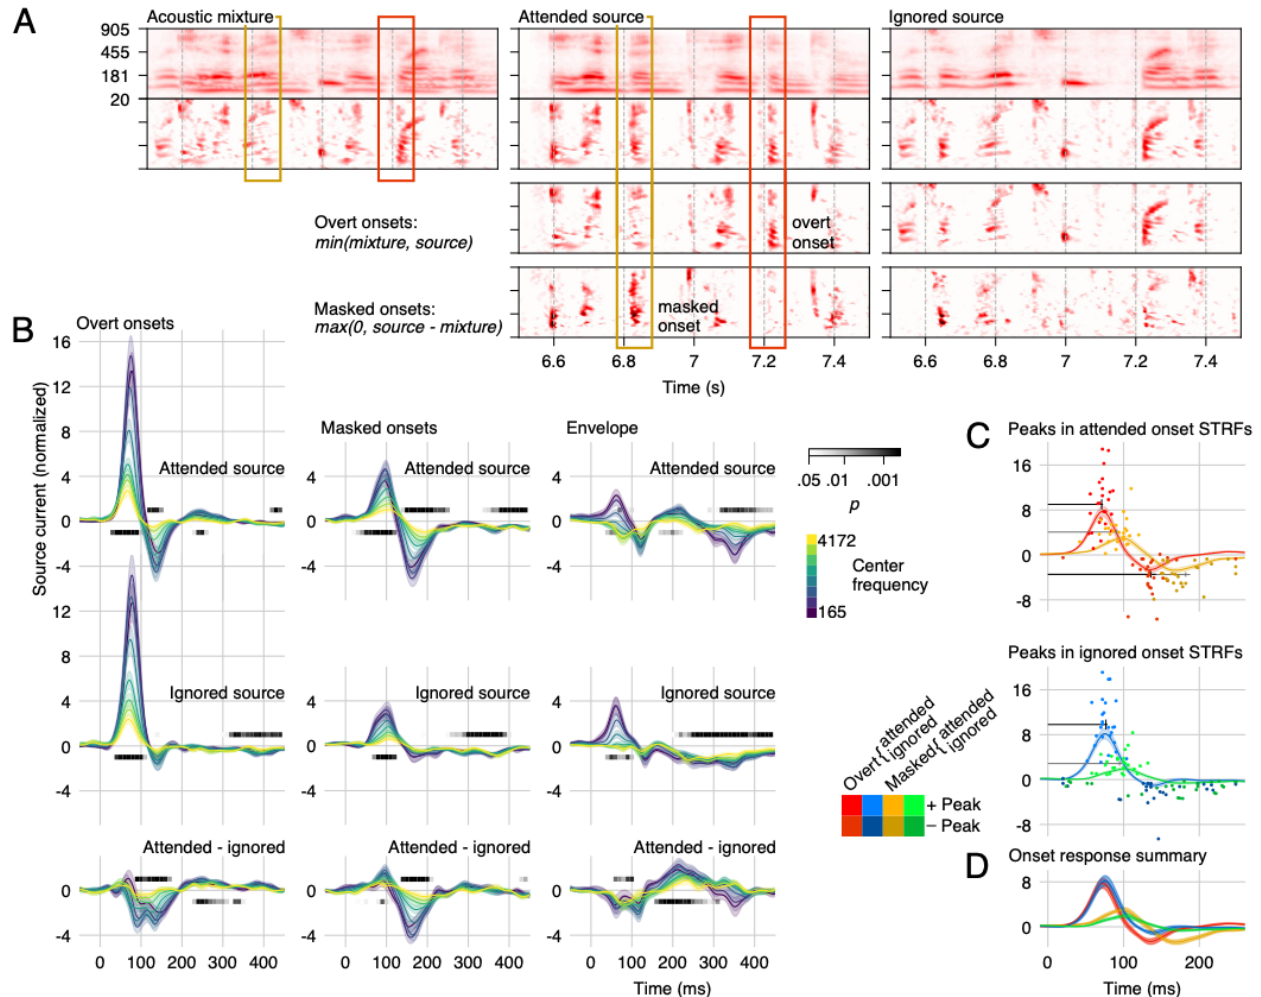 A
Acoustic mixture
Attended source
Ignored source
905
455
181
20
Overt onsets:
min(mixture, source)
overt
onset
Masked onsets:
max(0, source - mixture)
masked
onset
6.6 6.8 7 7.2 7.4
6.6 6.8 7 7.2 7.4
Time (s)
B
Overt onsets
Source current (normalized)
16
12
8
4
0
-4
Attended source
Masked onsets
4
0
-4
Attended source
Envelope
4
0
-4
Attended source
.05 .01 .001
p
4172
165
Center
frequency
12
8
4
0
-4
Ignored source
4
0
-4
Ignored source
4
0
-4
Ignored source
Attended - ignored
0
-4
Attended - ignored
0
-4
Attended - ignored
0
-4
0 100 200 300 400
0 100 200 300 400
0 200 400
Time (ms)
C
Peaks in attended onset STRFs
16
8
0
-8
Peaks in ignored onset STRFs
16
8
0
-8
Overt { attended
ignored
Masked { attended
ignored
+ Peak
– Peak
D
Onset response summary
8
0
0 100 200
Time (ms)